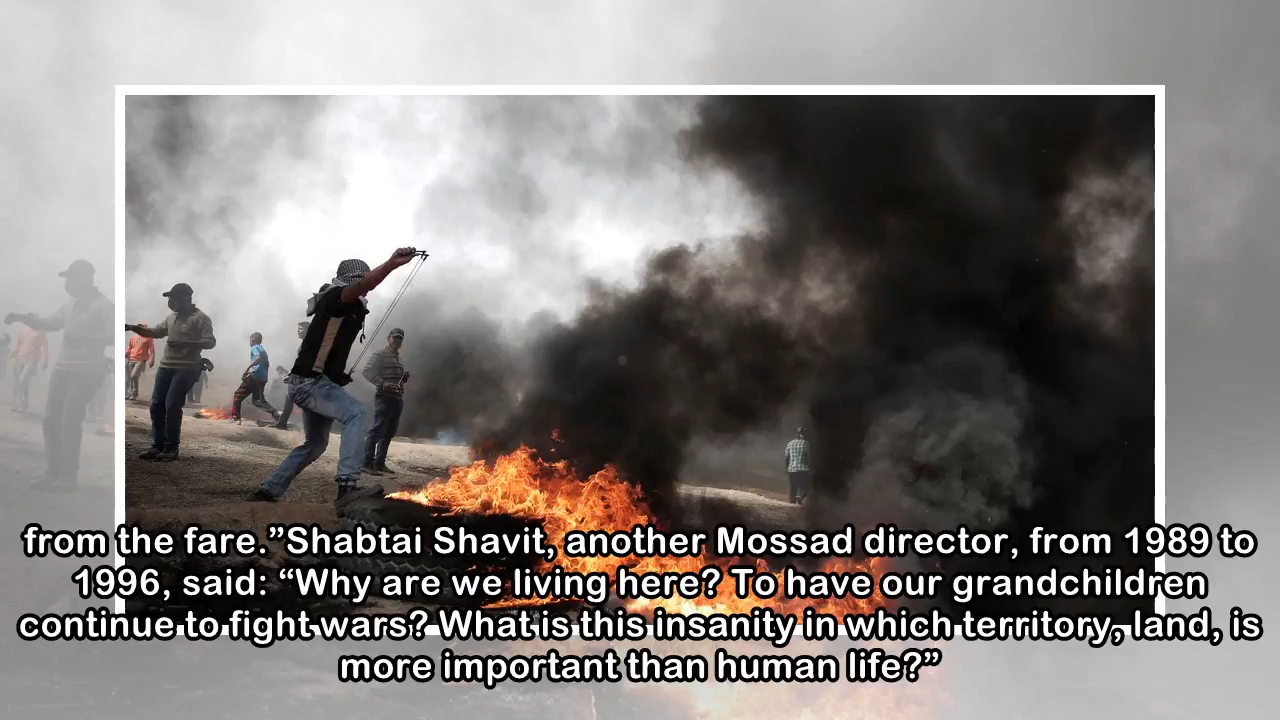 from the fare.”Shabtai Shavit, another Mossad director, from 1989 to
1996, said: “Why are we living here? To have our grandchildren
continue to fight wars? What is this insanity in which territory, land, is
more important than human life?”